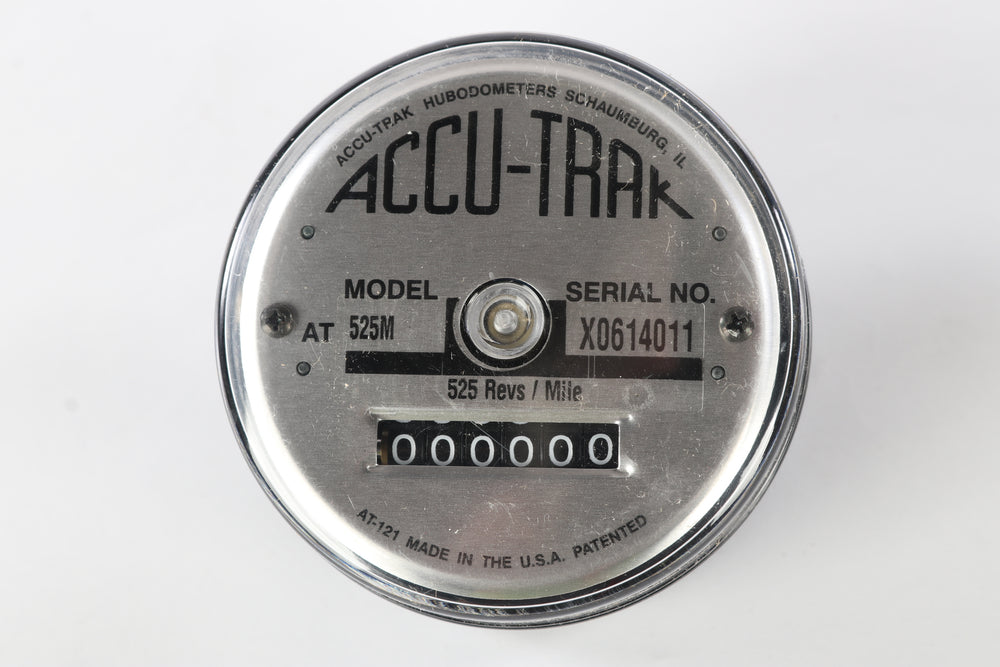 ACCU-TRAK HUBODOMETERS SCHAUMBURG, IL
ACCU-TRAK
MODEL SERIAL NO.
AT 525M X0614011
525 Revs / Mile
000000
AT-121 MADE IN THE U.S.A. PATENTED